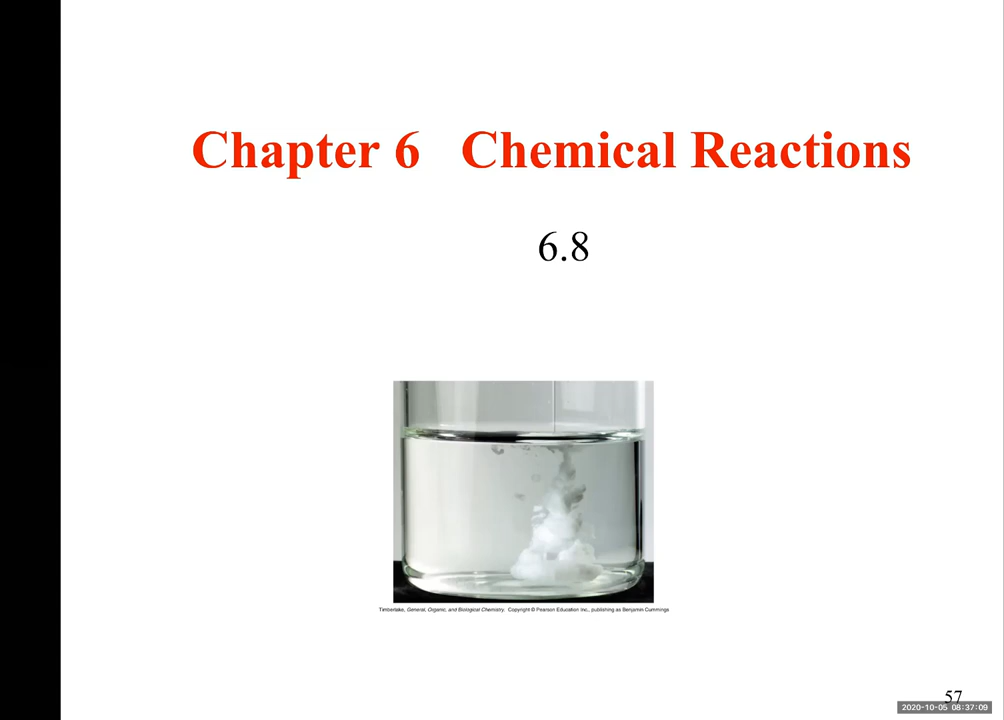 Chapter 6 Chemical Reactions
6.8
Timberlake, General, Organic, and Biological Chemistry. Copyright © Pearson Education Inc., publishing as Benjamin Cummings
57
2020-10-05 08:37:09